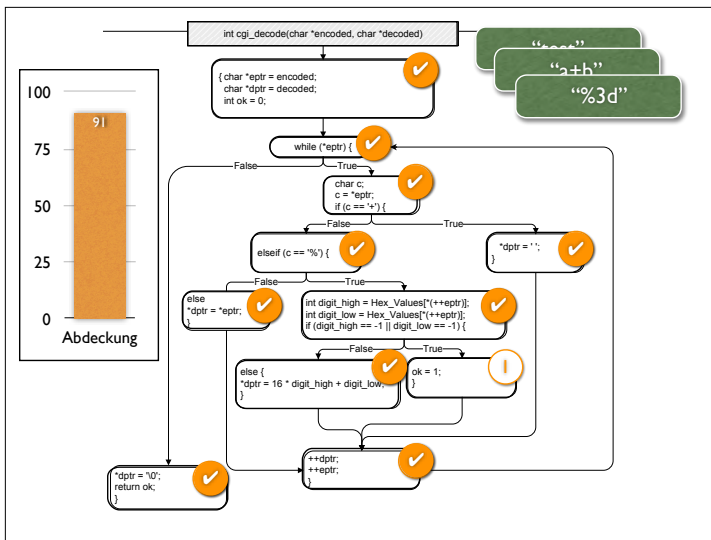 int cgi_decode(char *encoded, char *decoded)
{ char *eptr = encoded;
char *dptr = decoded;
int ok = 0;
"test"
"a+b"
"%3d"
100
75
50
25
0
91
Abdeckung
while (*eptr) {
False
True
char c;
c = *eptr;
if (c == '+') {
False
True
elseif (c == '%') {
*dptr = ' ';
}
False
True
else
*dptr = *eptr;
}
int digit_high = Hex_Values[*(++eptr)];
int digit_low = Hex_Values[*(++eptr)];
if (digit_high == -1 || digit_low == -1) {
False
True
else {
*dptr = 16 * digit_high + digit_low;
}
ok = 1;
}
1
++dptr;
++eptr;
}
*dptr = '\0';
return ok;
}